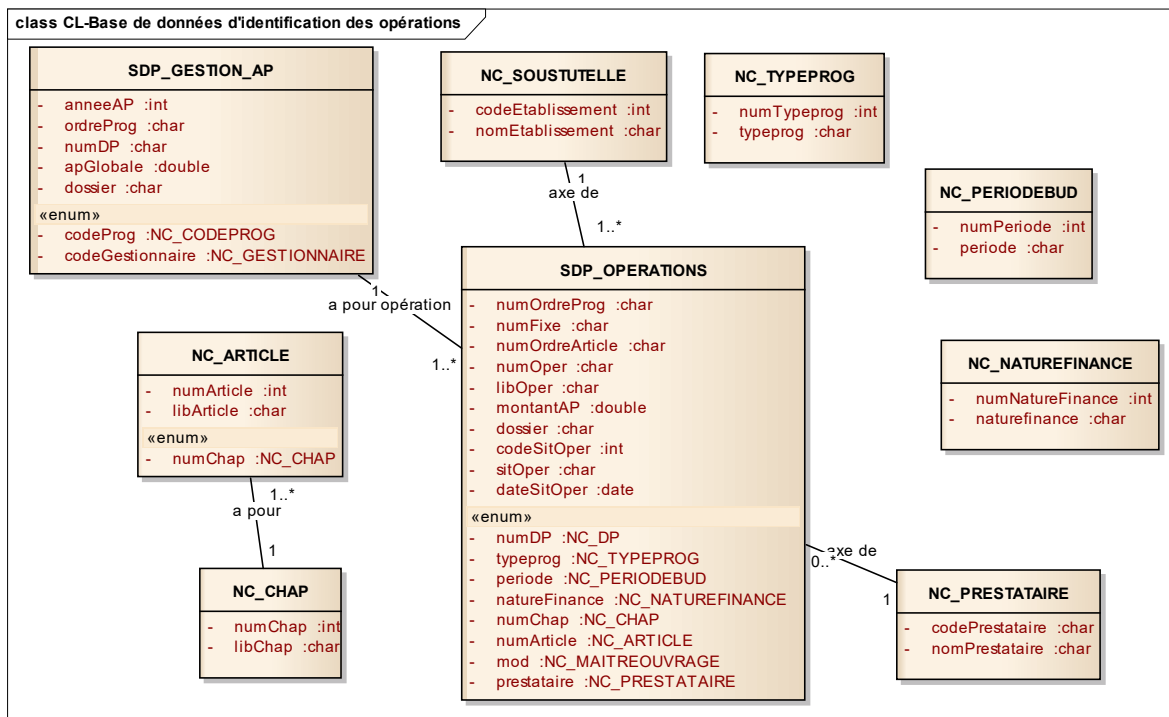 class CL-Base de données d'identification des opérations
SDP_GESTION_AP
- anneeAP :int
- ordreProg :char
- numDP :char
- apGlobale :double
- dossier :char
«enum»
- codeProg :NC_CODEPROG
- codeGestionnaire :NC_GESTIONNAIRE
NC_SOUSTUTELLE
- codeEtablissement :int
- nomEtablissement :char
NC_TYPEPROG
- numTypeprog :int
- typeprog :char
NC_PERIODEBUD
- numPeriode :int
- periode :char
1
axe de
1..*
1
a pour opération
1..*
SDP_OPERATIONS
- numOrdreProg :char
- numFixe :char
- numOrdreArticle :char
- numOper :char
- libOper :char
- montantAP :double
- dossier :char
- codeSitOper :int
- sitOper :char
- dateSitOper :date
«enum»
- numDP :NC_DP
- typeprog :NC_TYPEPROG
- periode :NC_PERIODEBUD
- natureFinance :NC_NATUREFINANCE
- numChap :NC_CHAP
- numArticle :NC_ARTICLE
- mod :NC_MAITREOUVRAGE
- prestataire :NC_PRESTATAIRE
NC_ARTICLE
- numArticle :int
- libArticle :char
«enum»
- numChap :NC_CHAP
NC_NATUREFINANCE
- numNatureFinance :int
- naturefinance :char
1..*
a pour
1
NC_CHAP
- numChap :int
- libChap :char
axe de
0..*
1
NC_PRESTATAIRE
- codePrestataire :char
- nomPrestataire :char